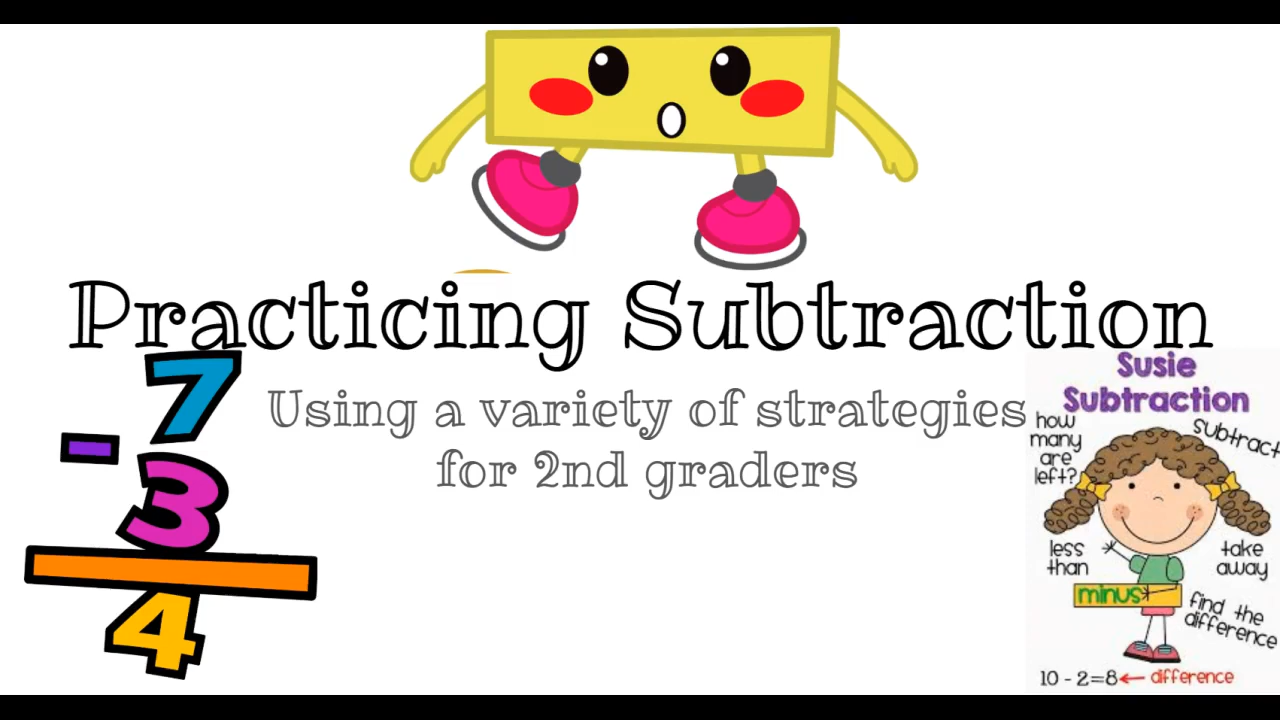 Practicing Subtraction
Using a variety of strategies
for 2nd graders
7
- 3
4
Susie
Subtraction
how
many
are
left?
subtract
less
than
take
away
minus
find the
difference
10 - 2=8← difference